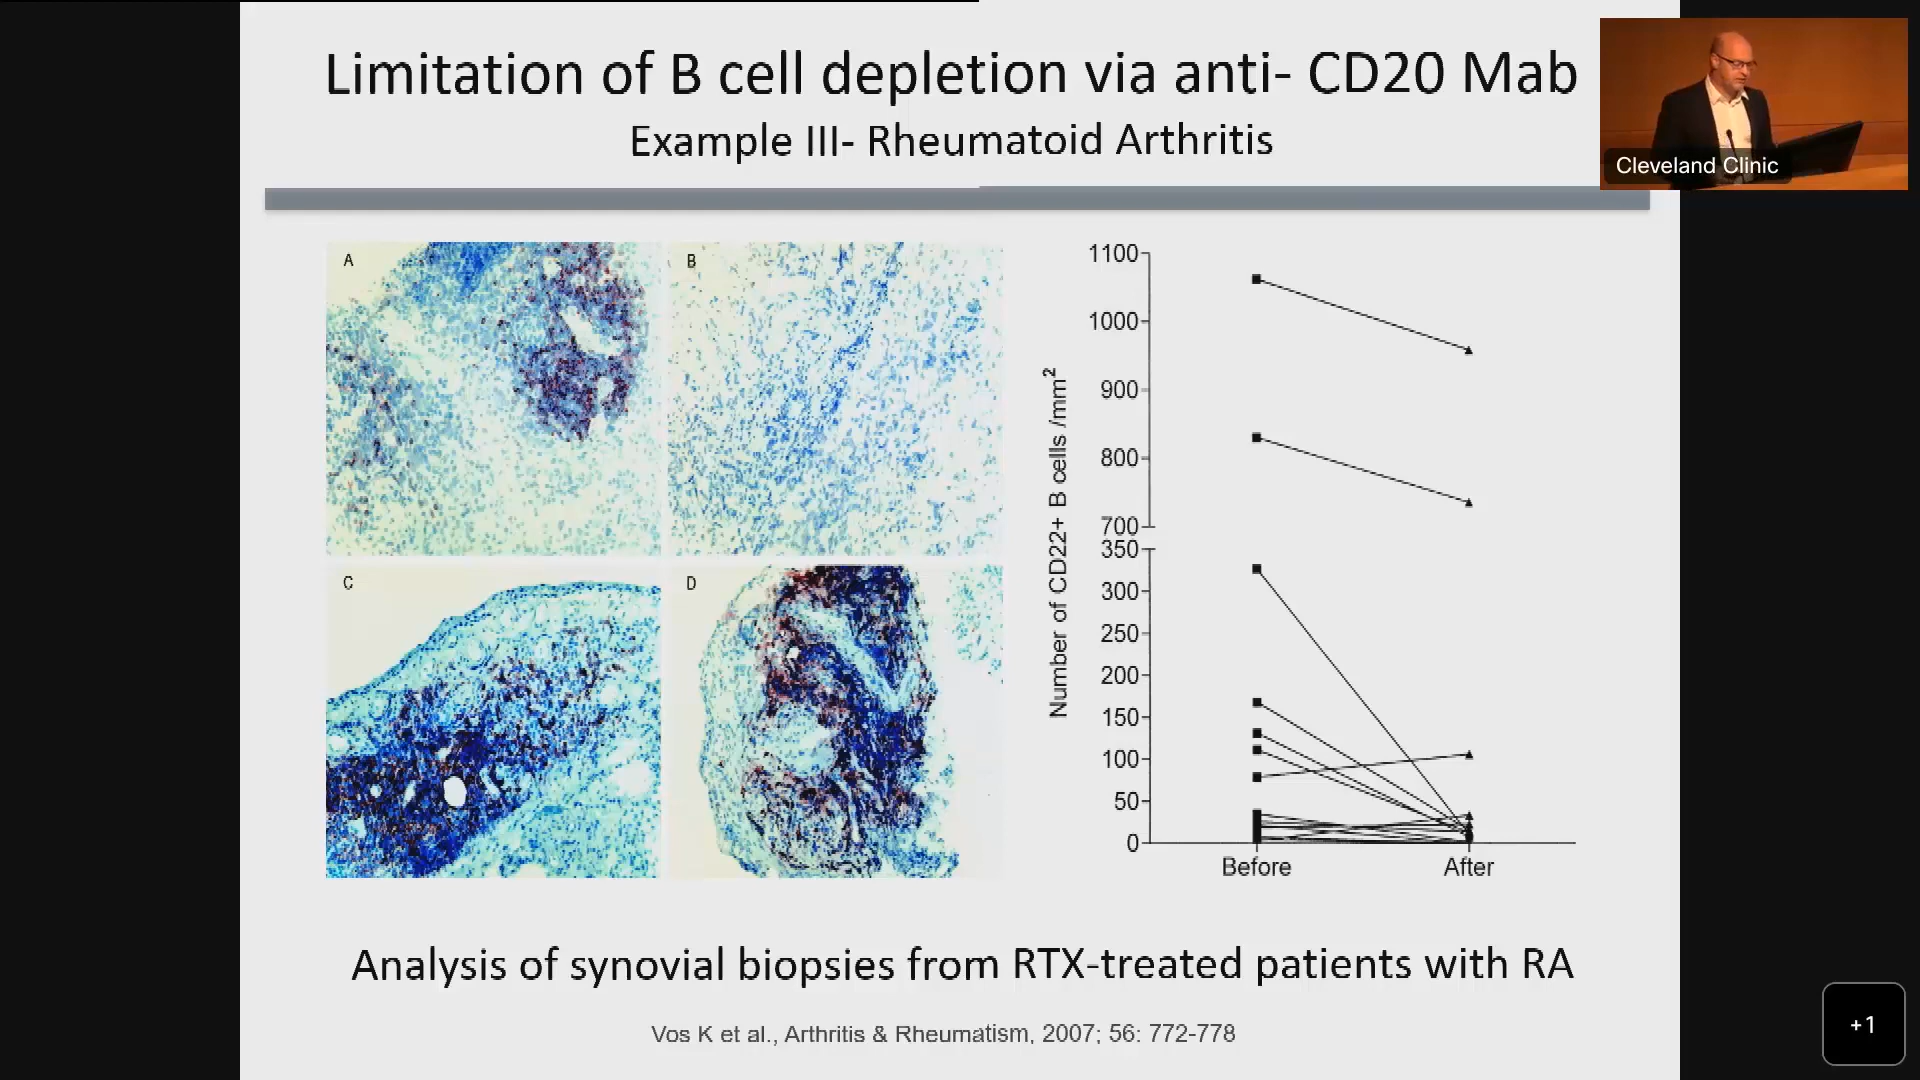 Limitation of B cell depletion via anti- CD20 Mab
Example III- Rheumatoid Arthritis
Cleveland Clinic
A
B
C
D
Number of CD22+ B cells /mm²
1100
1000
900
800
700
350
300
250
200
150
100
50
0
Before
After
Analysis of synovial biopsies from RTX-treated patients with RA
Vos K et al., Arthritis & Rheumatism, 2007; 56: 772-778
+1